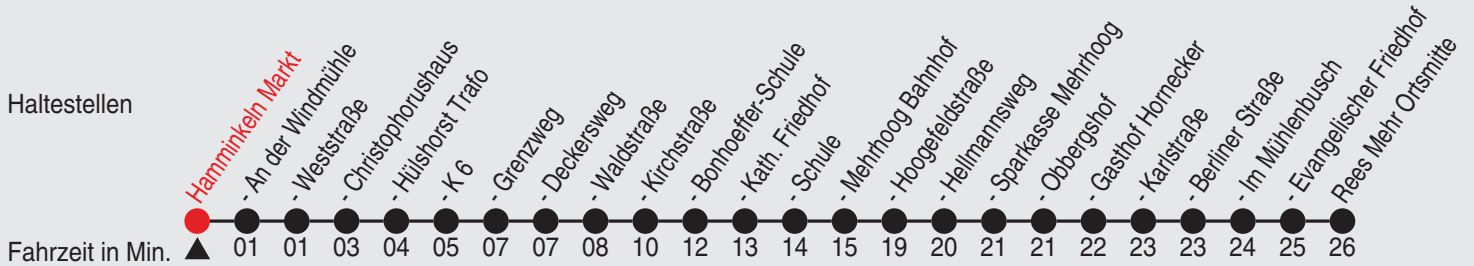 Haltestellen
Hamminkeln Markt
- An der Windmühle
- Weststraße
- Christophorushaus
- Hülshorst Trafo
- K 6
- Grenzweg
- Deckersweg
- Waldstraße
- Kirchstraße
- Bonhoeffer-Schule
- Kath. Friedhof
- Schule
- Mehrhoog Bahnhof
- Hoogefeldstraße
- Hellmannsweg
- Sparkasse Mehrhoog
- Obbergshof
- Gasthof Hornecker
- Karlstraße
- Berliner Straße
- Im Mühlenbusch
- Evangelischer Friedhof
Rees Mehr Ortsmitte
Fahrzeit in Min. ▲ 01 01 03 04 05 07 07 08 10 12 13 14 15 19 20 21 21 22 23 23 24 25 26